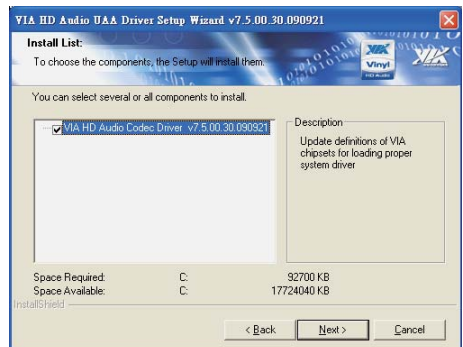 VIA HD Audio UAA Driver Setup Wizard v7.5.00.30.090921
Install List:
To choose the components, the Setup will install them.
VIA
Vinyl
HD AUDIO
VIA
You can select several or all components to install.
VIA HD Audio Codec Driver v7.5.00.30.090921
Description
Update definitions of VIA
chipsets for loading proper
system driver
Space Required: C: 92700 KB
Space Available: C: 17724040 KB
InstallShield
< Back
Next >
Cancel